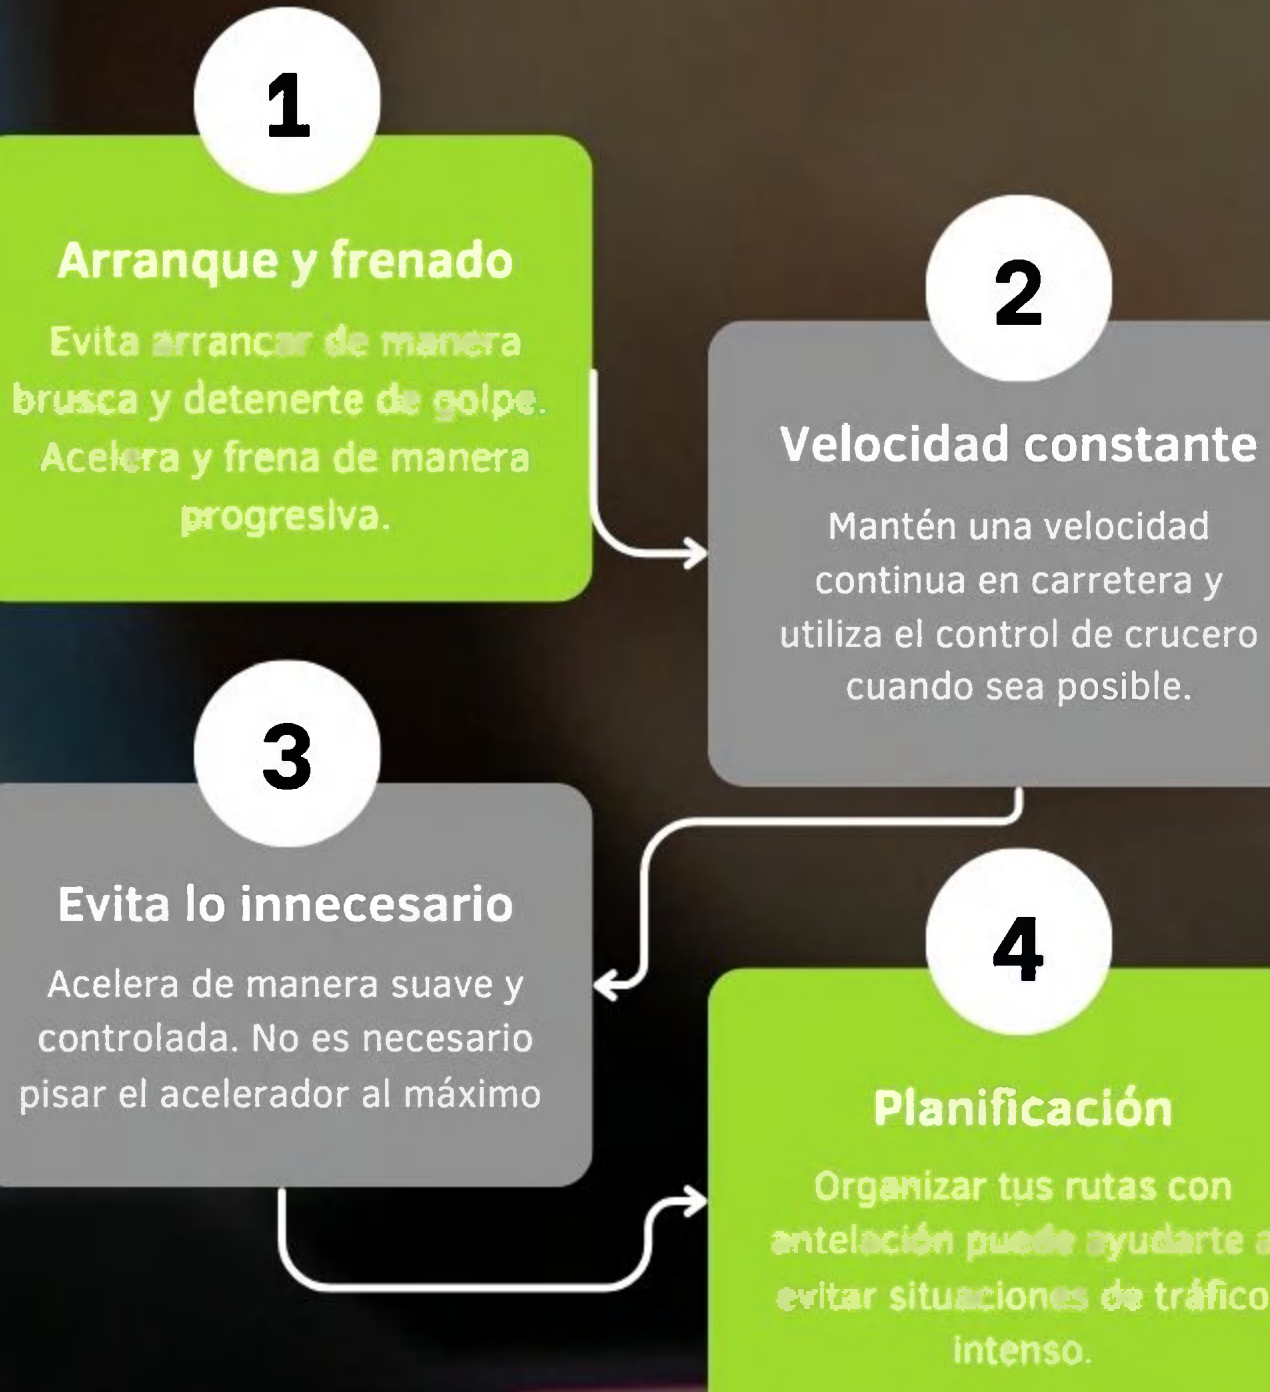 1
Arranque y frenado
Evita arrancar de manera
brusca y detenerte de golpe.
Acelera y frena de manera
progresiva.
2
Velocidad constante
Mantén una velocidad
continua en carretera y
utiliza el control de crucero
cuando sea posible.
3
Evita lo innecesario
Acelera de manera suave y
controlada. No es necesario
pisar el acelerador al máximo
4
Planificación
Organizar tus rutas con
antelación puede ayudarte a
evitar situaciones de tráfico
intenso.